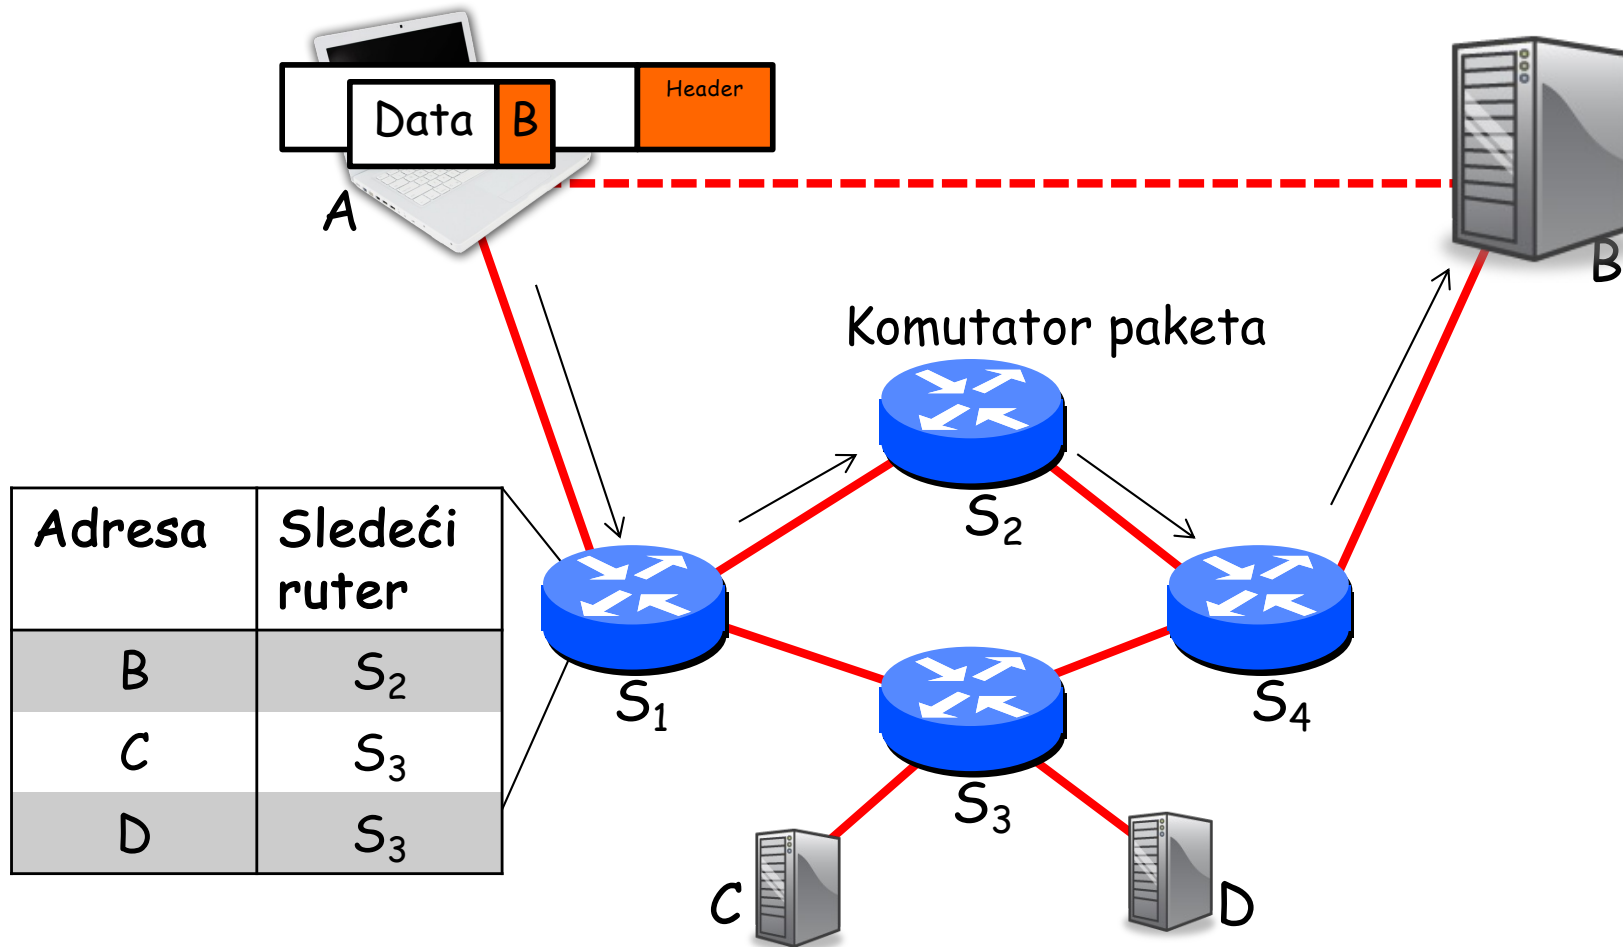 Header
Data B
A
B
Komutator paketa
S₂
Adresa Sledeći ruter
B S₂
C S₃
D S₃
S₁
S₄
S₃
C
D